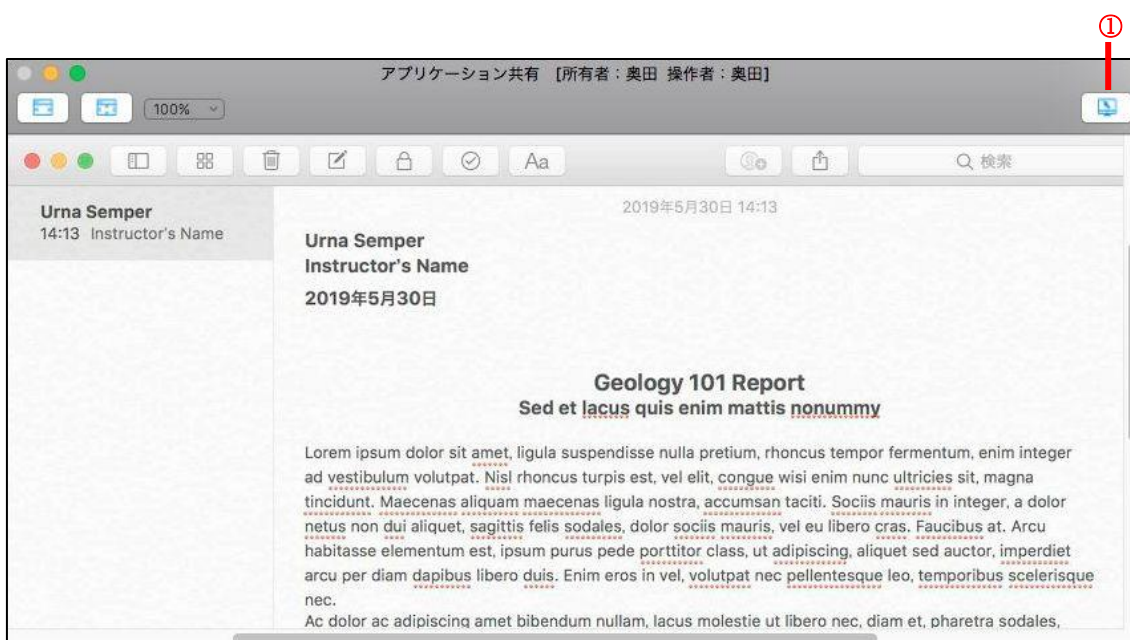 ①
アプリケーション共有 [所有者：奥田 操作者：奥田]
100%
Aa
検索
Urna Semper
14:13 Instructor's Name
2019年5月30日 14:13
Urna Semper
Instructor's Name
2019年5月30日
Geology 101 Report
Sed et lacus quis enim mattis nonummy
Lorem ipsum dolor sit amet, ligula suspendisse nulla pretium, rhoncus tempor fermentum, enim integer
ad vestibulum volutpat. Nisl rhoncus turpis est, vel elit, congue wisi enim nunc ultricies sit, magna
tincidunt. Maecenas aliquam maecenas ligula nostra, accumsan taciti. Sociis mauris in integer, a dolor
netus non dui aliquet, sagittis felis sodales, dolor sociis mauris, vel eu libero cras. Faucibus at. Arcu
habitasse elementum est, ipsum purus pede porttitor class, ut adipiscing, aliquet sed auctor, imperdiet
arcu per diam dapibus libero duis. Enim eros in vel, volutpat nec pellentesque leo, temporibus scelerisque
nec.
Ac dolor ac adipiscing amet bibendum nullam, lacus molestie ut libero nec, diam et, pharetra sodales,